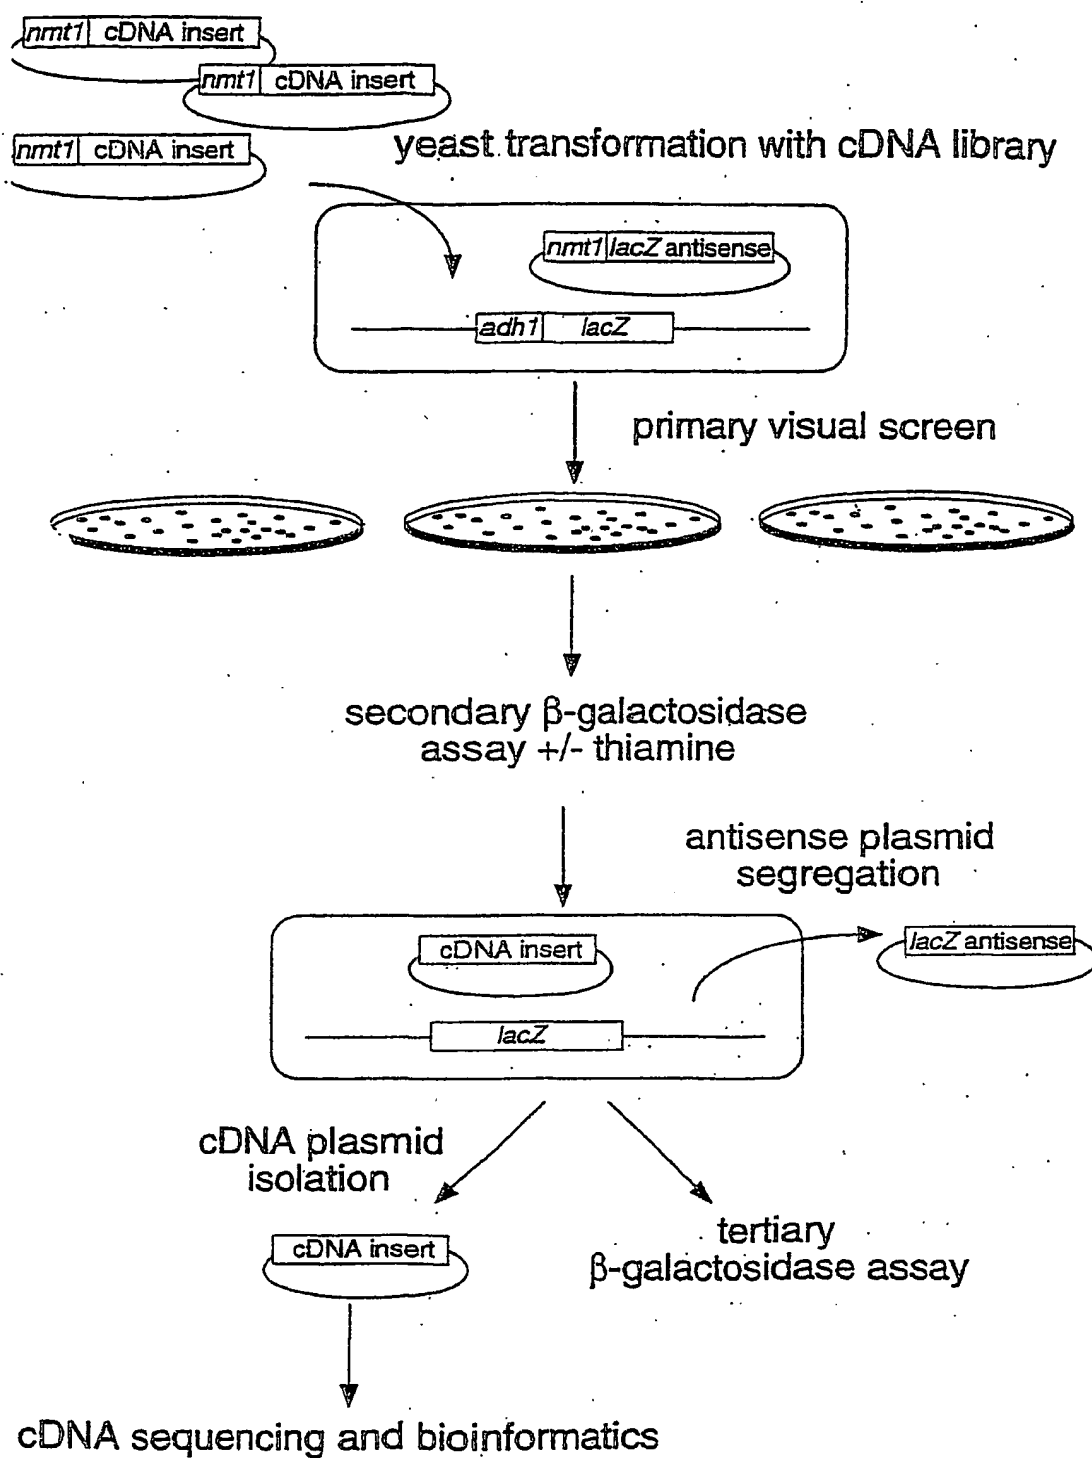 nmt1 cDNA insert
nmt1 cDNA insert
nmt1 cDNA insert
yeast transformation with cDNA library
nmt1 lacZ antisense
adh1 lacZ
primary visual screen
secondary β-galactosidase
assay +/- thiamine
antisense plasmid
segregation
cDNA insert
lacZ antisense
lacZ
cDNA plasmid
isolation
cDNA insert
tertiary
β-galactosidase assay
cDNA sequencing and bioinformatics